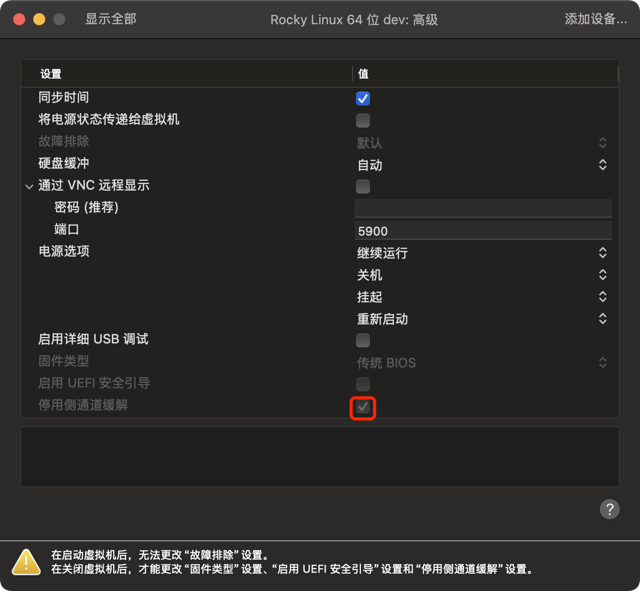 显示全部 Rocky Linux 64 位 dev: 高级 添加设备...
设置 值
同步时间
将电源状态传递给虚拟机
故障排除 默认
硬盘缓冲 自动
通过 VNC 远程显示
密码 (推荐)
端口 5900
电源选项 继续运行
关机
挂起
重新启动
启用详细 USB 调试
固件类型 传统 BIOS
启用 UEFI 安全引导
停用侧通道缓解
?
在启动虚拟机后，无法更改“故障排除”设置。
在关闭虚拟机后，才能更改“固件类型”设置、“启用 UEFI 安全引导”设置和“停用侧通道缓解”设置。